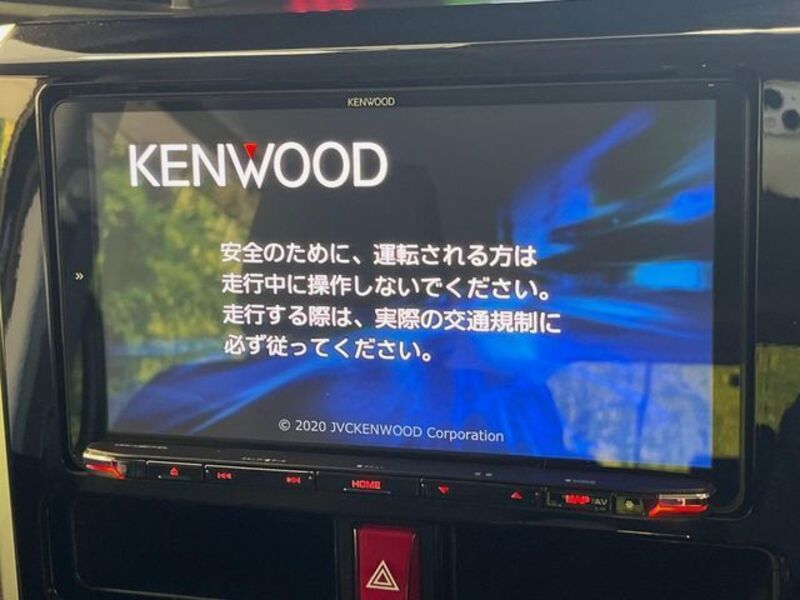 KENWOOD
KENWOOD
安全のために、運転される方は
走行中に操作しないでください。
走行する際は、実際の交通規制に
必ず従ってください。
© 2020 JVCKENWOOD Corporation
HOME
MAP/AV